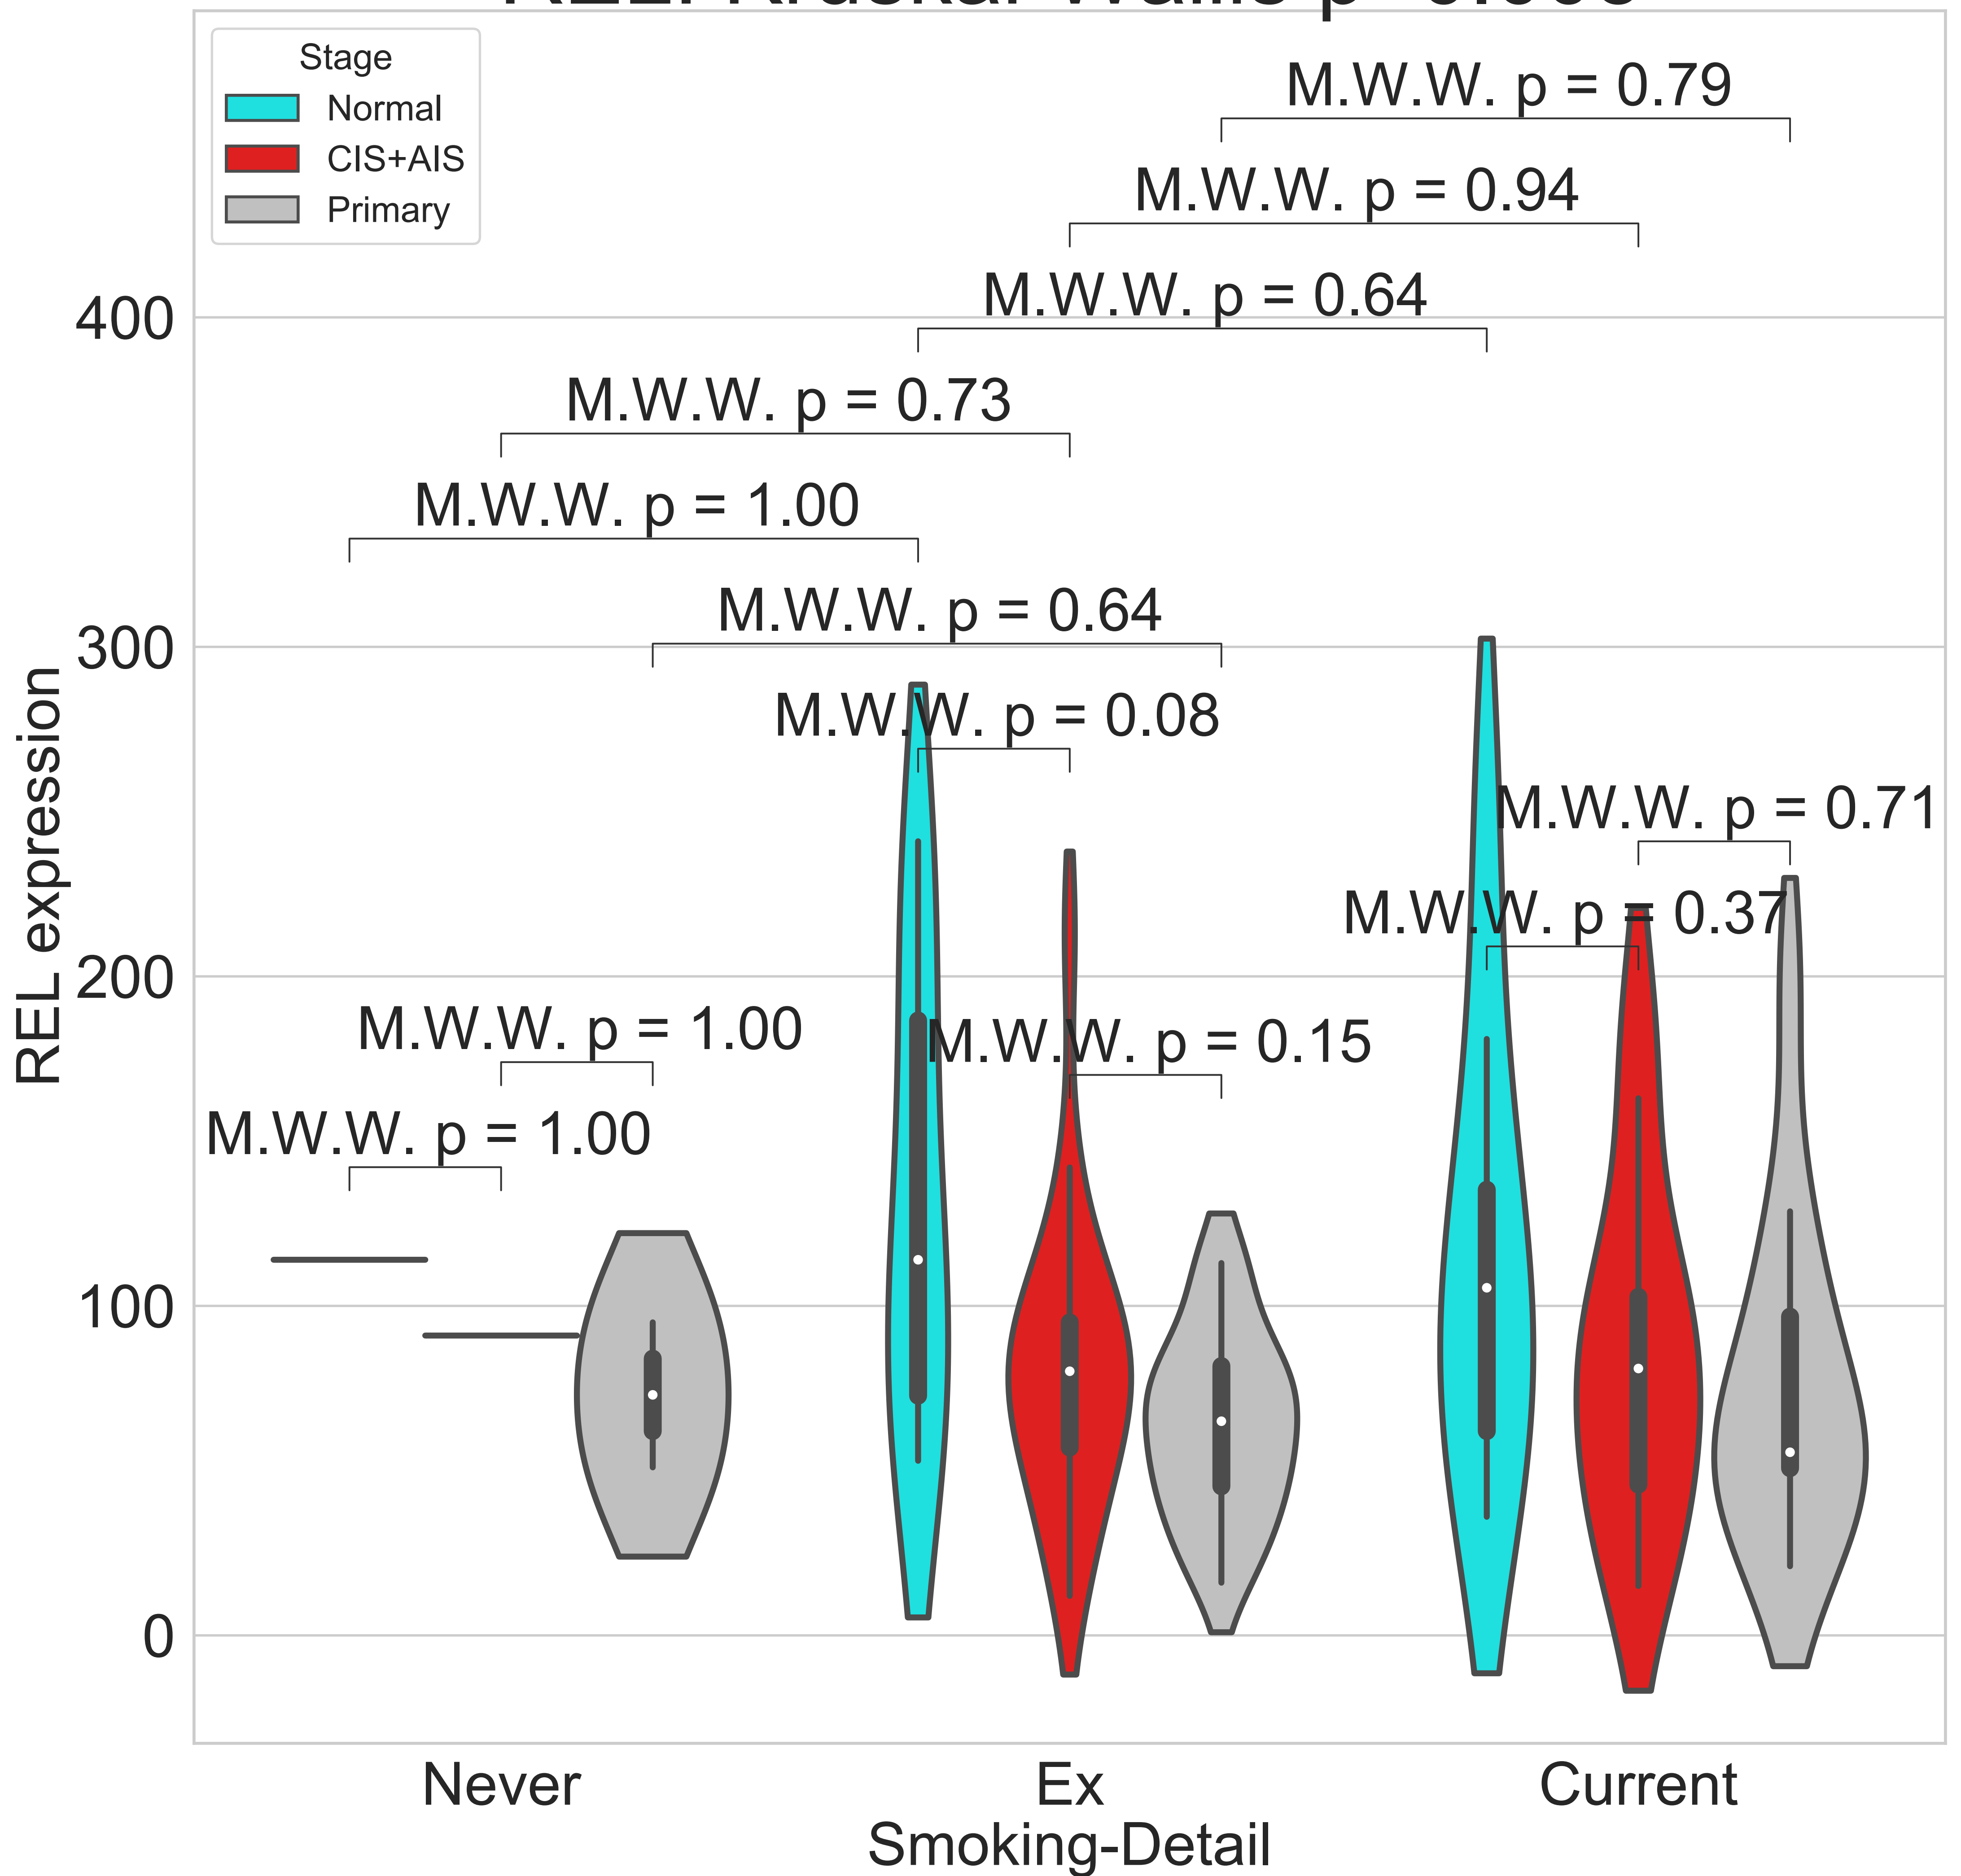 Stage
Normal
CIS+AIS
Primary
M.W.W. p = 0.79
M.W.W. p = 0.94
M.W.W. p = 0.64
M.W.W. p = 0.73
M.W.W. p = 1.00
M.W.W. p = 0.64
M.W.W. p = 0.08
M.W.W. p = 0.71
M.W.W. p = 0.37
M.W.W. p = 1.00
M.W.W. p = 0.15
M.W.W. p = 1.00
400
300
200
100
0
REL expression
Never
Ex
Current
Smoking-Detail